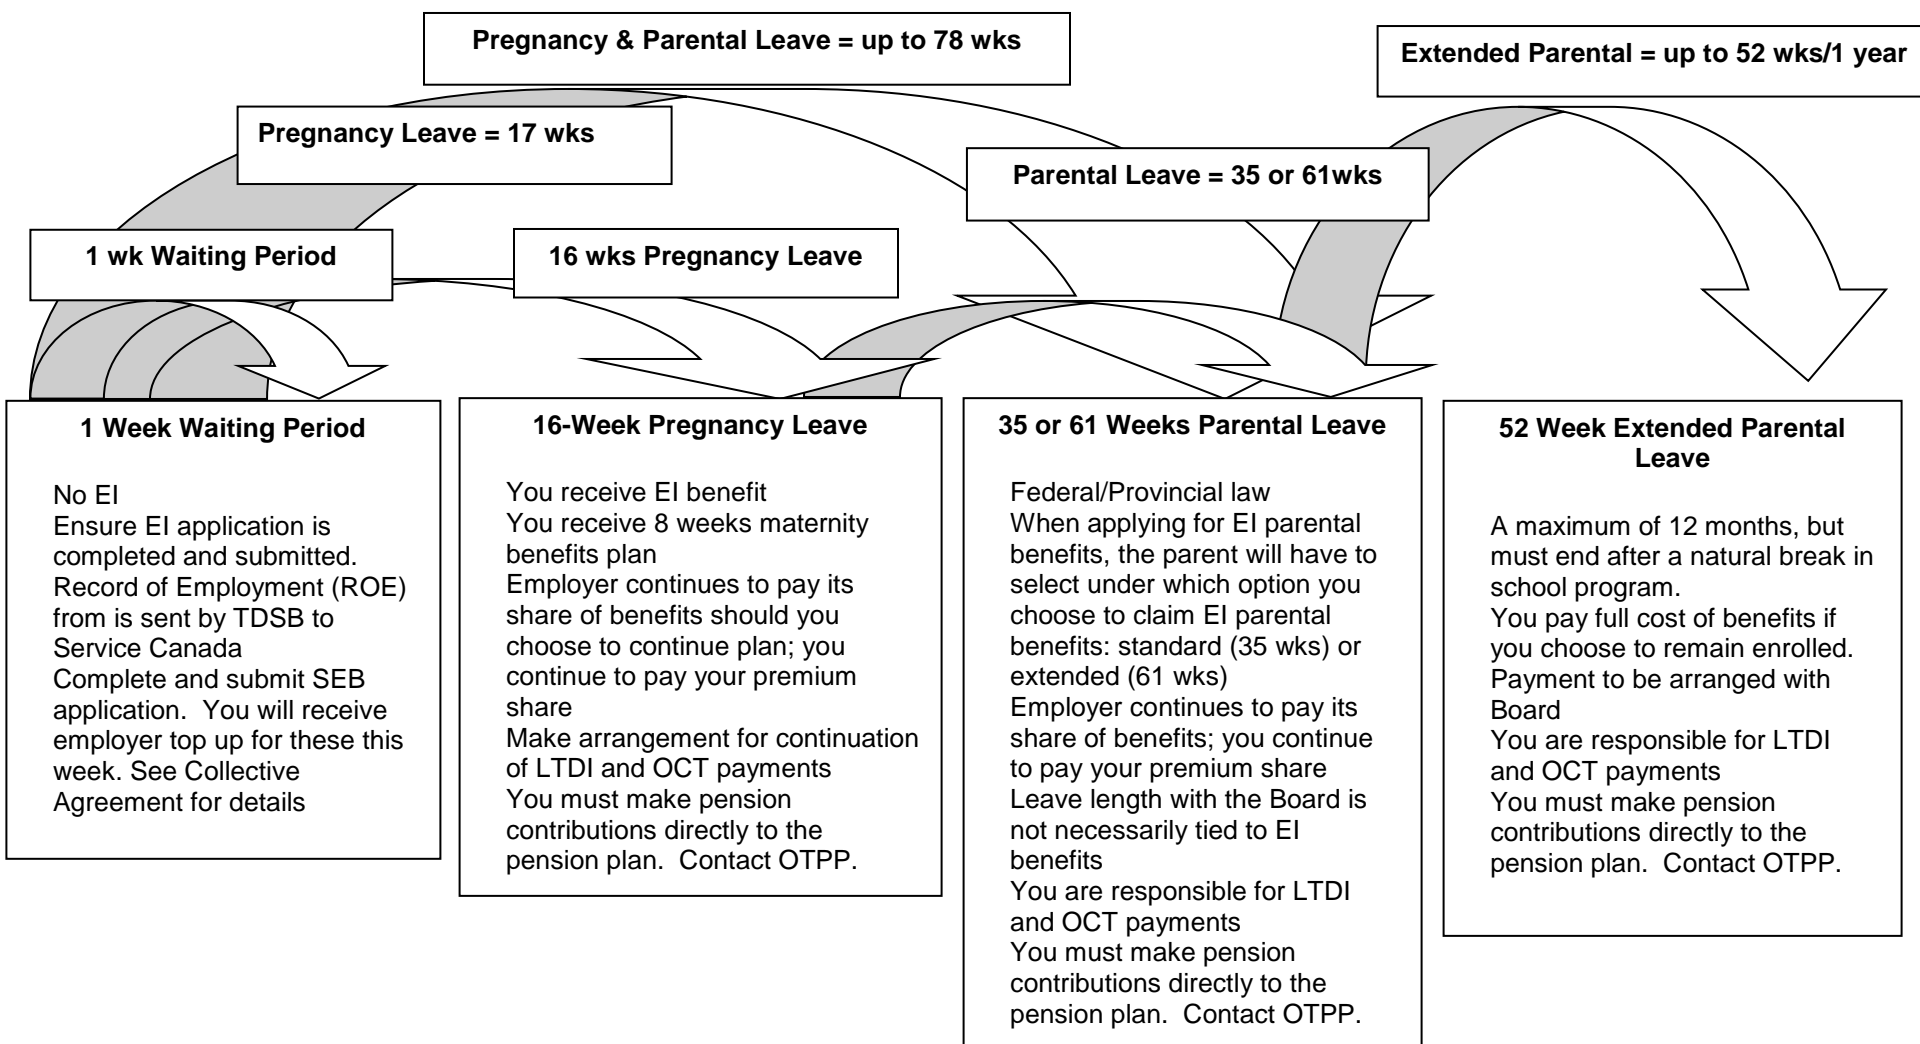 Pregnancy & Parental Leave = up to 78 wks
Extended Parental = up to 52 wks/1 year
Pregnancy Leave = 17 wks
Parental Leave = 35 or 61wks
1 wk Waiting Period
16 wks Pregnancy Leave
1 Week Waiting Period
No EI
Ensure EI application is
completed and submitted.
Record of Employment (ROE)
from is sent by TDSB to
Service Canada
Complete and submit SEB
application.  You will receive
employer top up for these this
week. See Collective
Agreement for details
16-Week Pregnancy Leave
You receive EI benefit
You receive 8 weeks maternity
benefits plan
Employer continues to pay its
share of benefits should you
choose to continue plan; you
continue to pay your premium
share
Make arrangement for continuation
of LTDI and OCT payments
You must make pension
contributions directly to the
pension plan.  Contact OTPP.
35 or 61 Weeks Parental Leave
Federal/Provincial law
When applying for EI parental
benefits, the parent will have to
select under which option you
choose to claim EI parental
benefits: standard (35 wks) or
extended (61 wks)
Employer continues to pay its
share of benefits; you continue
to pay your premium share
Leave length with the Board is
not necessarily tied to EI
benefits
You are responsible for LTDI
and OCT payments
You must make pension
contributions directly to the
pension plan.  Contact OTPP.
52 Week Extended Parental
Leave
A maximum of 12 months, but
must end after a natural break in
school program.
You pay full cost of benefits if
you choose to remain enrolled.
Payment to be arranged with
Board
You are responsible for LTDI
and OCT payments
You must make pension
contributions directly to the
pension plan.  Contact OTPP.